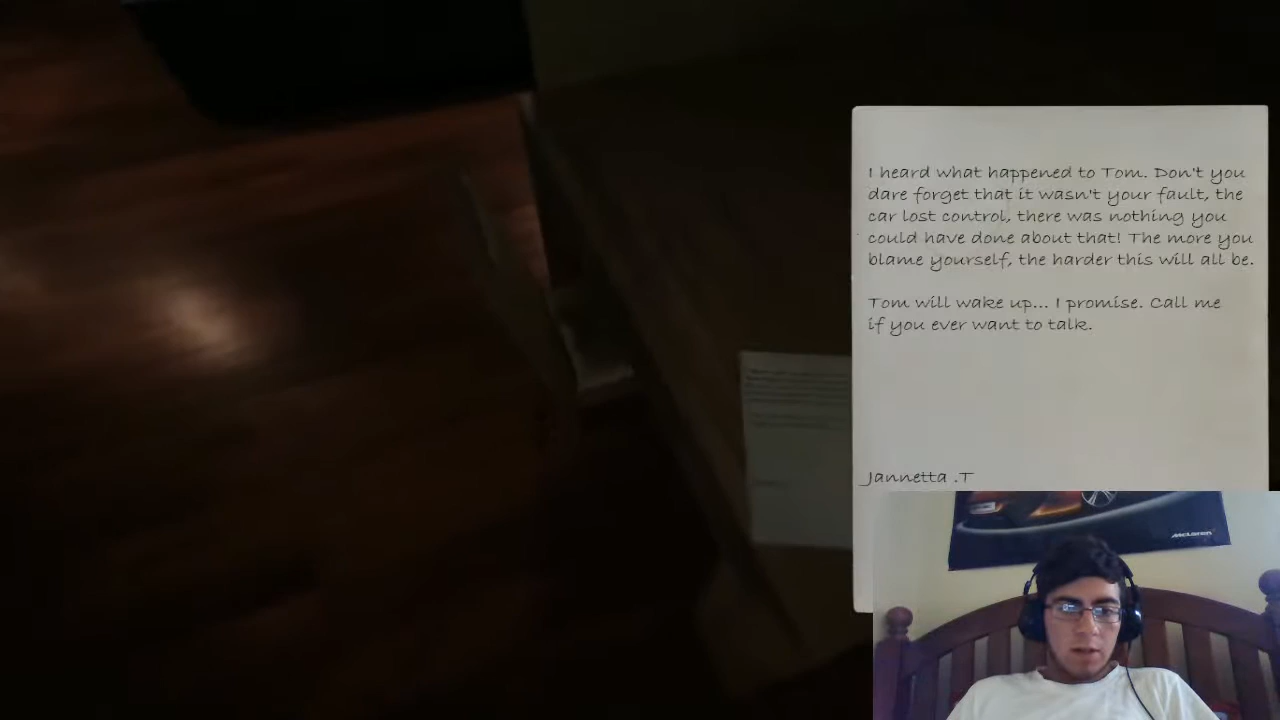 I heard what happened to Tom. Don't you
dare forget that it wasn't your fault, the
car lost control, there was nothing you
could have done about that! The more you
blame yourself, the harder this will all be.
Tom will wake up... I promise. Call me
if you ever want to talk.
Jannetta .T
McLaren